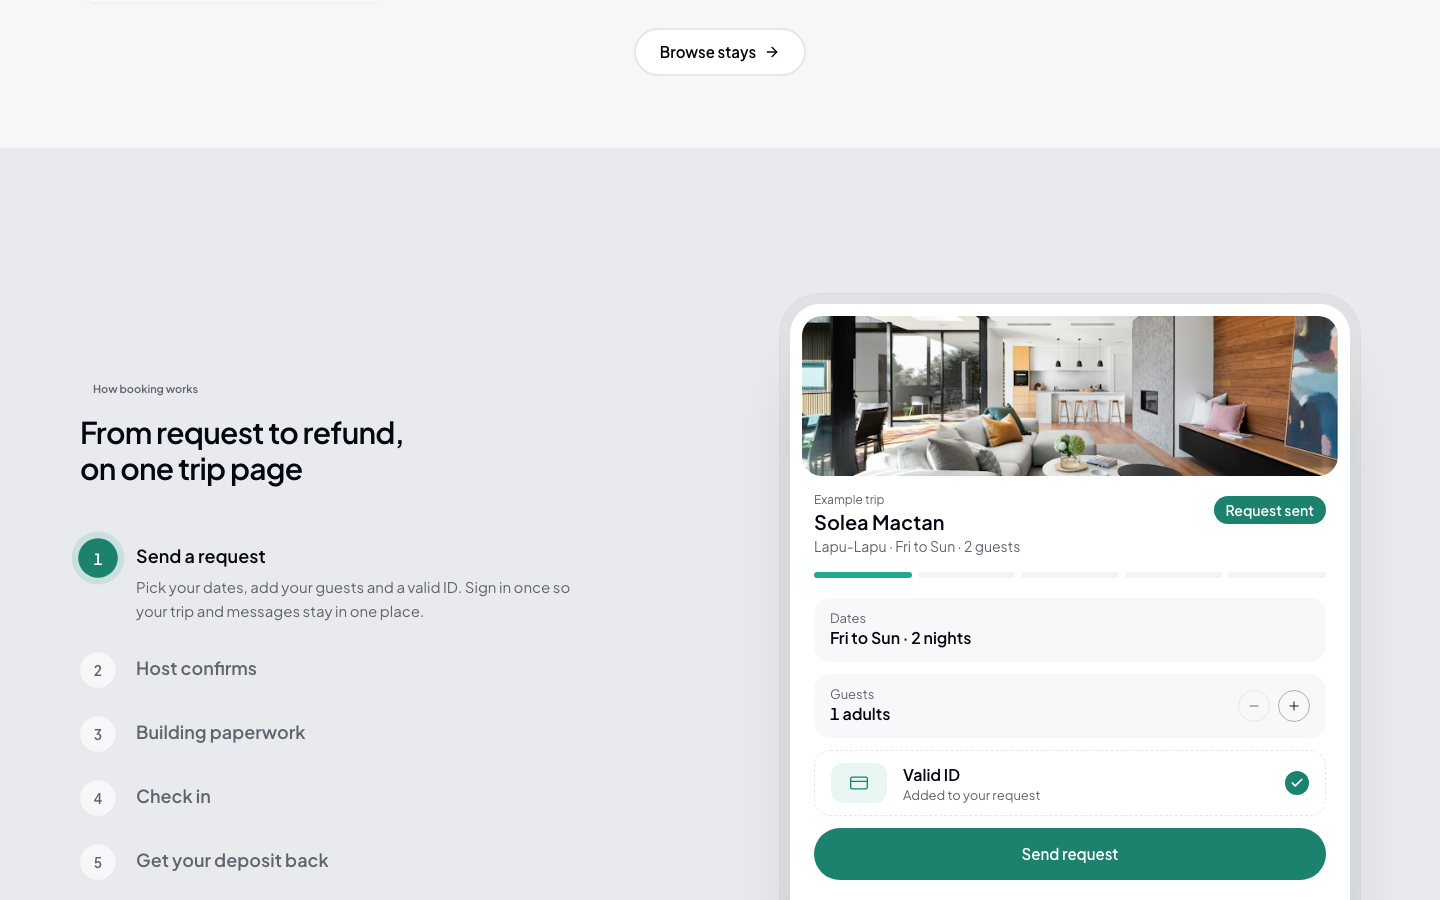 Browse stays
How booking works
From request to refund,
on one trip page
1
Send a request
Pick your dates, add your guests and a valid ID. Sign in once so
your trip and messages stay in one place.
2
Host confirms
3
Building paperwork
4
Check in
5
Get your deposit back
Example trip
Solea Mactan
Request sent
Lapu-Lapu · Fri to Sun · 2 guests
Dates
Fri to Sun · 2 nights
Guests
1 adults
Valid ID
Added to your request
Send request